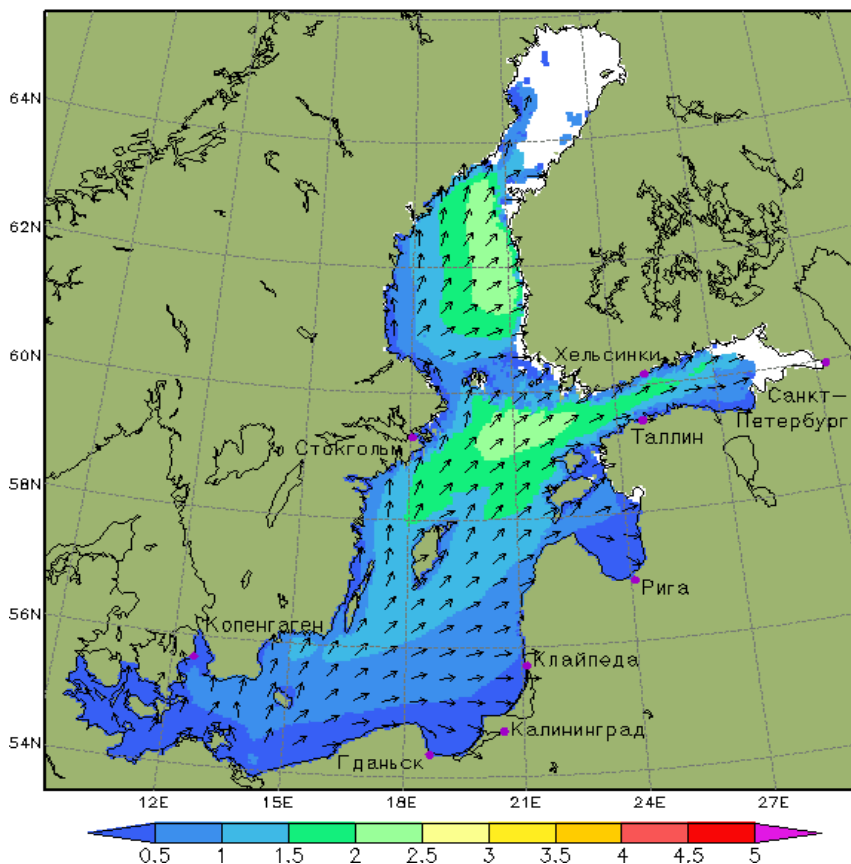 64N
62N
60N
Хельсинки
Санкт-
Петербург
Таллин
Стокгольм
58N
Рига
56N
Копенгаген
Клайпеда
Калининград
54N
Гданьск
12E 15E 18E 21E 24E 27E
0.5 1 1.5 2 2.5 3 3.5 4 4.5 5